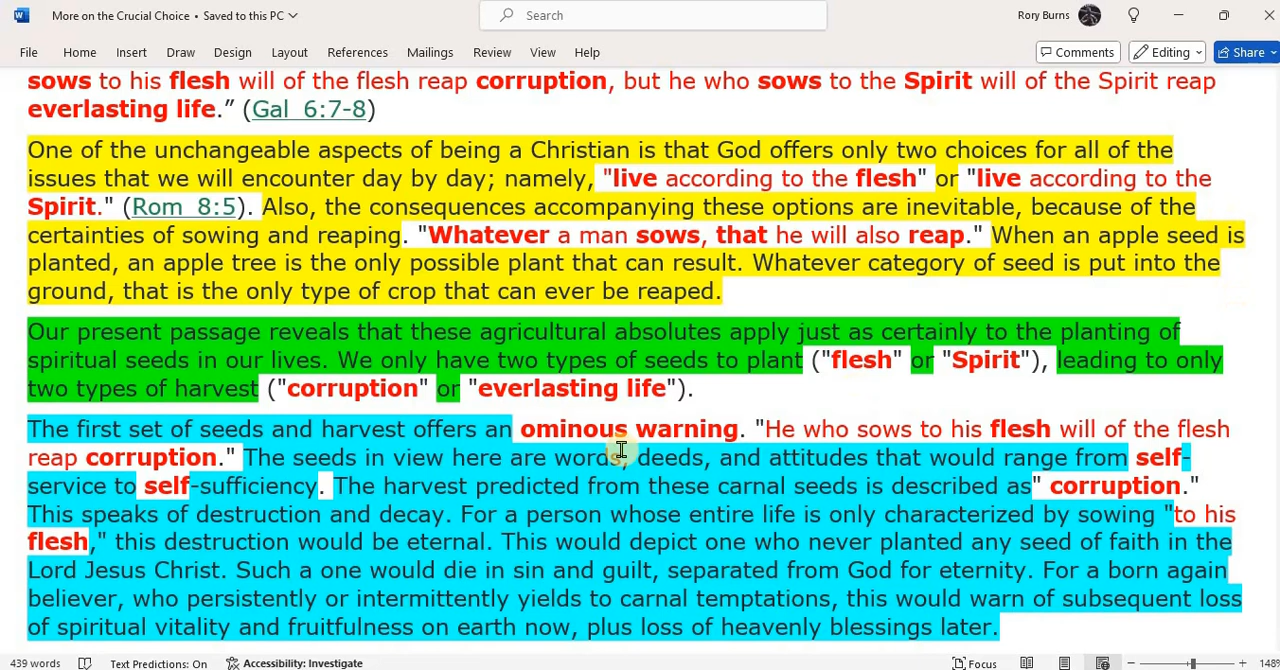 More on the Crucial Choice • Saved to this PC
Search
Rory Burns
File Home Insert Draw Design Layout References Mailings Review View Help Comments Editing Share
sows to his flesh will of the flesh reap corruption, but he who sows to the Spirit will of the Spirit reap
everlasting life.” (Gal 6:7-8)
One of the unchangeable aspects of being a Christian is that God offers only two choices for all of the
issues that we will encounter day by day; namely, "live according to the flesh" or "live according to the
Spirit." (Rom 8:5). Also, the consequences accompanying these options are inevitable, because of the
certainties of sowing and reaping. "Whatever a man sows, that he will also reap." When an apple seed is
planted, an apple tree is the only possible plant that can result. Whatever category of seed is put into the
ground, that is the only type of crop that can ever be reaped.
Our present passage reveals that these agricultural absolutes apply just as certainly to the planting of
spiritual seeds in our lives. We only have two types of seeds to plant ("flesh" or "Spirit"), leading to only
two types of harvest ("corruption" or "everlasting life").
The first set of seeds and harvest offers an ominous warning. "He who sows to his flesh will of the flesh
reap corruption." The seeds in view here are words, deeds, and attitudes that would range from self-
service to self-sufficiency. The harvest predicted from these carnal seeds is described as" corruption."
This speaks of destruction and decay. For a person whose entire life is only characterized by sowing "to his
flesh," this destruction would be eternal. This would depict one who never planted any seed of faith in the
Lord Jesus Christ. Such a one would die in sin and guilt, separated from God for eternity. For a born again
believer, who persistently or intermittently yields to carnal temptations, this would warn of subsequent loss
of spiritual vitality and fruitfulness on earth now, plus loss of heavenly blessings later.
439 words Text Predictions: On Accessibility: Investigate Focus 148%